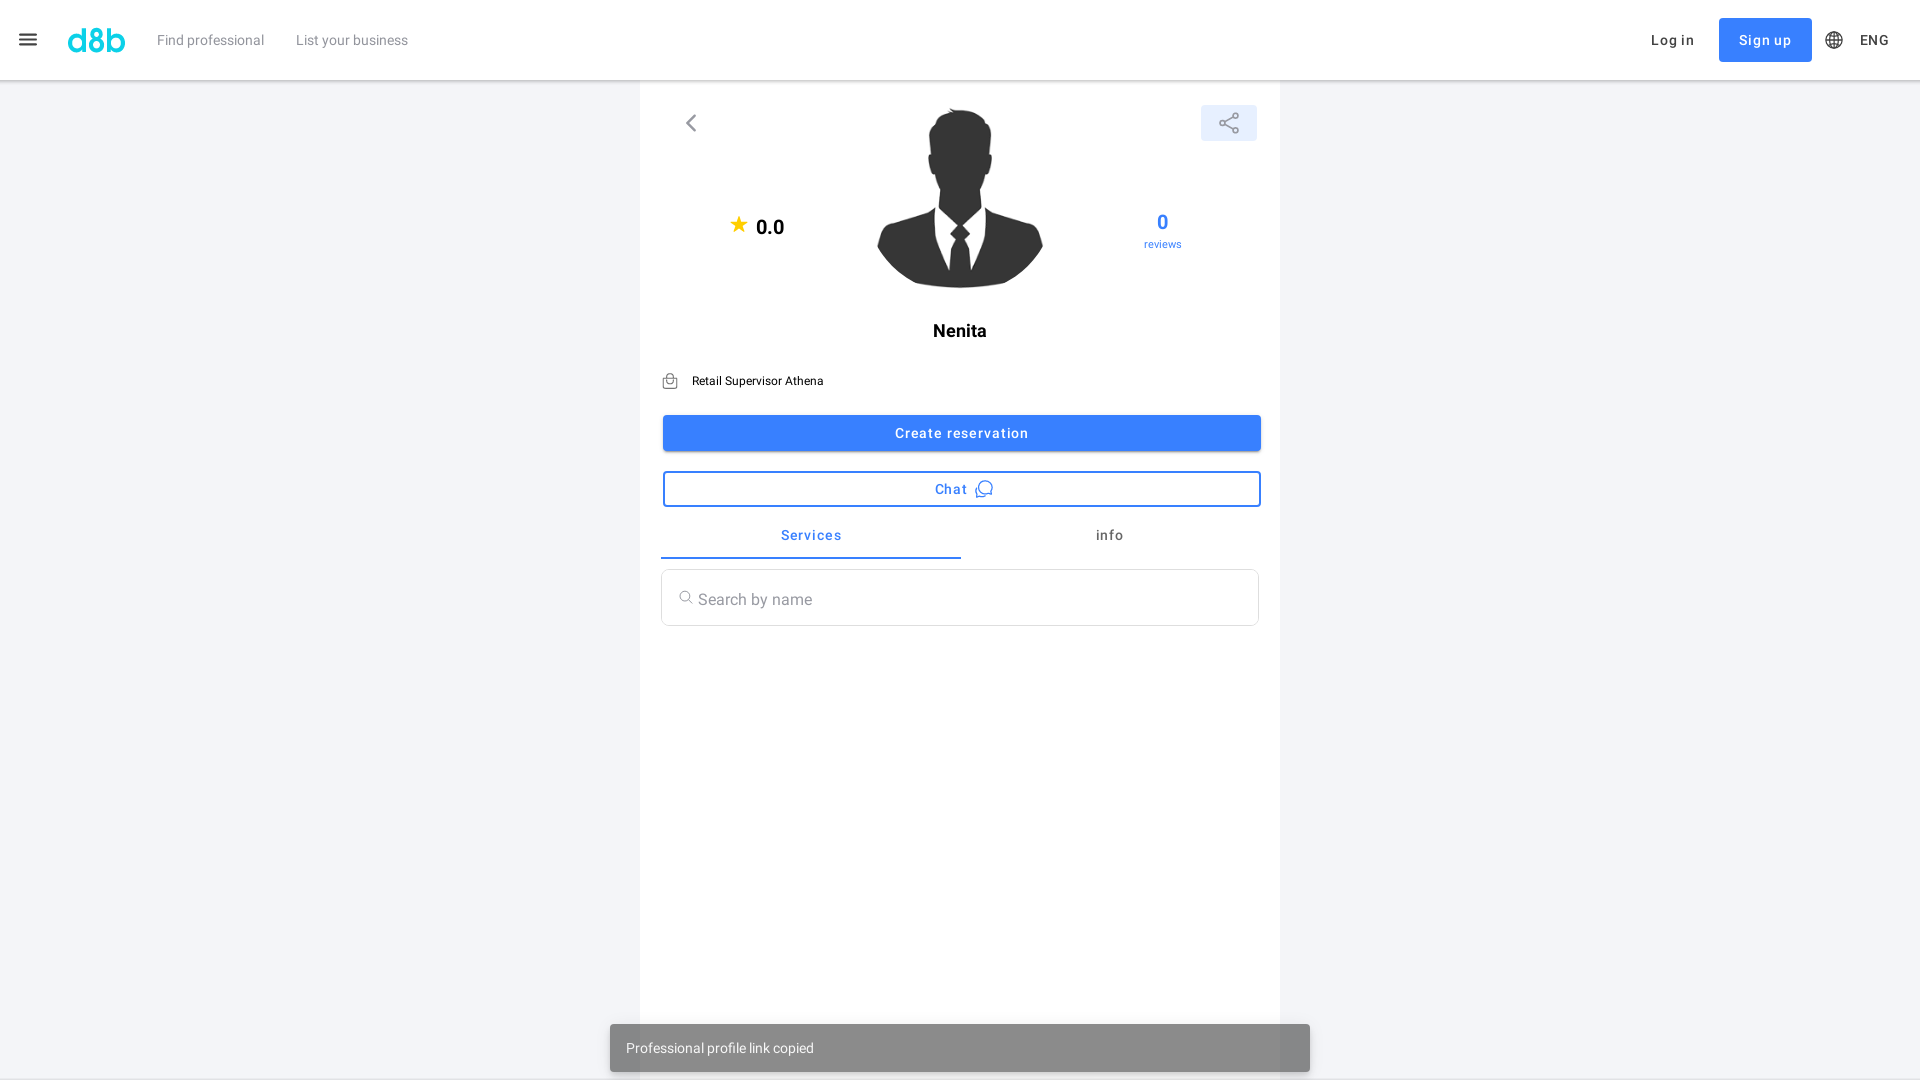 d8b
Find professional
List your business
Log in
Sign up
ENG
0.0
0
reviews
Nenita
Retail Supervisor Athena
Create reservation
Chat
Services
info
Search by name
Professional profile link copied